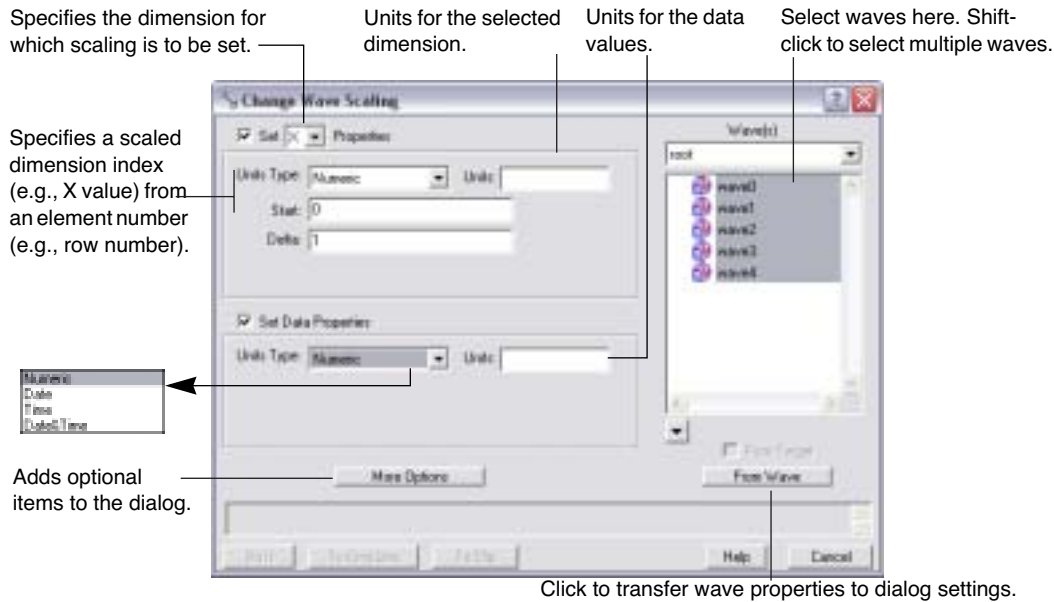 Specifies the dimension for
which scaling is to be set.
Units for the selected
dimension.
Units for the data
values.
Select waves here. Shift-
click to select multiple waves.
Change Wave Scaling
Set X Properties
Wave(s)
root
Specifies a scaled
dimension index
(e.g., X value) from
an element number
(e.g., row number).
Units Type: Numeric Units:
Start: 0
Delta: 1
wave0
wave1
wave2
wave3
wave4
Set Data Properties
Units Type: Numeric Units:
Numeric
Date
Time
Date&Time
From Target
Adds optional
items to the dialog.
More Options
From Wave
Help
Cancel
Click to transfer wave properties to dialog settings.